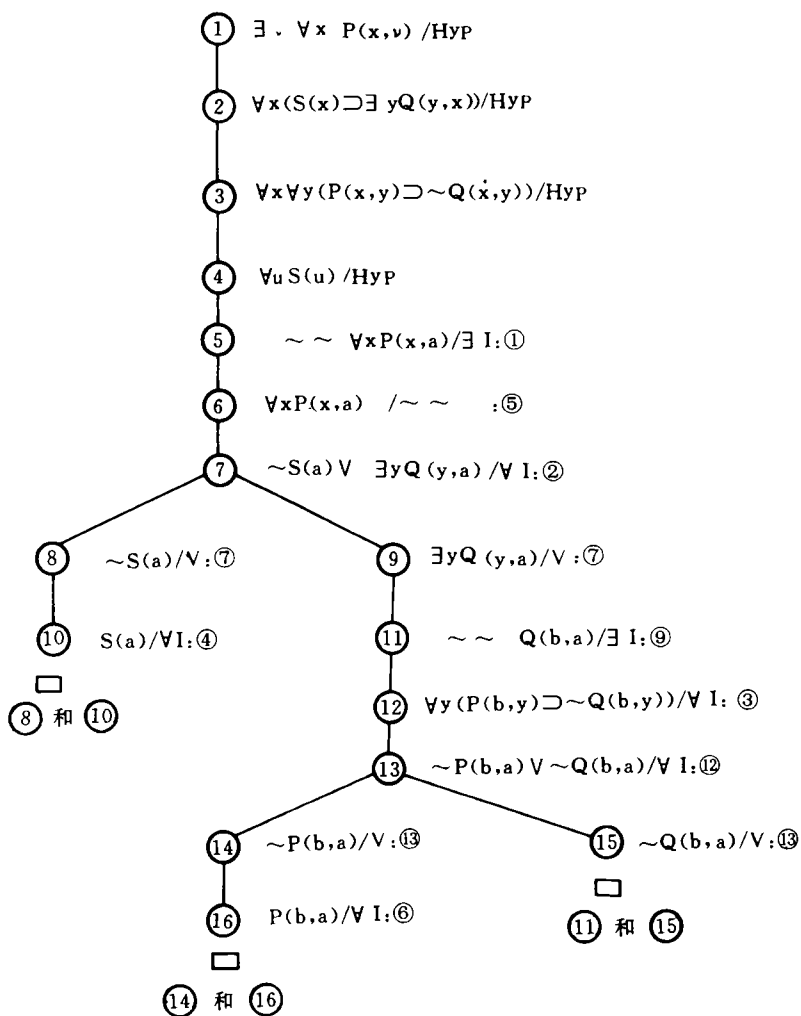 ① ∃ . ∀x P(x,ν) /Hyp
② ∀x(S(x)⊃∃ yQ(y,x))/Hyp
③ ∀x∀y(P(x,y)⊃~Q(x,y))/Hyp
④ ∀u S(u) /Hyp
⑤ ~ ~ ∀xP(x,a)/∃ I:①
⑥ ∀xP(x,a) /~ ~ :⑤
⑦ ~S(a)∨ ∃yQ(y,a) /∀ I:②
⑧ ~S(a)/∨:⑦
⑨ ∃yQ (y,a)/∨:⑦
⑩ S(a)/∀I:④
⑪ ~ ~ Q(b,a)/∃ I:⑨
⑧ 和 ⑩
⑫ ∀y(P(b,y)⊃~Q(b,y))/∀ I:③
⑬ ~P(b,a)∨~Q(b,a)/∀ I:⑫
⑭ ~P(b,a)/∨:⑬
⑮ ~Q(b,a)/∨:⑬
⑯ P(b,a)/∀ I:⑥
⑪ 和 ⑮
⑭ 和 ⑯